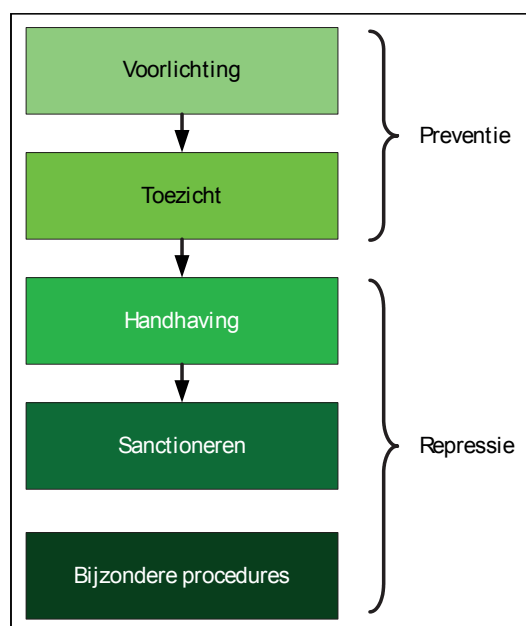 Voorlichting
Toezicht
Preventie
Handhaving
Sanctioneren
Bijzondere procedures
Repressie